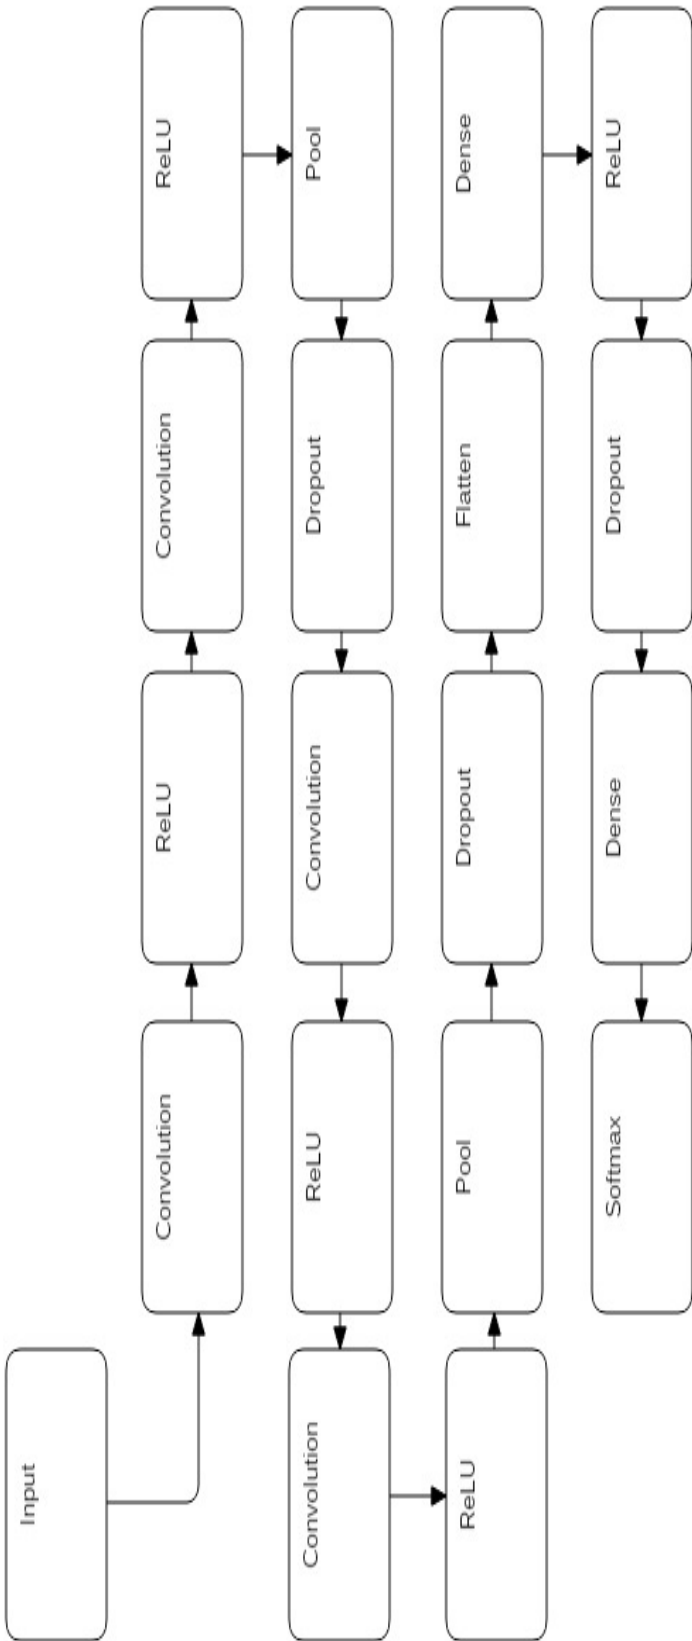 Input
Convolution
ReLU
Convolution
ReLU
Pool
Dropout
Convolution
ReLU
Convolution
ReLU
Pool
Dropout
Flatten
Dense
ReLU
Dropout
Dense
Softmax